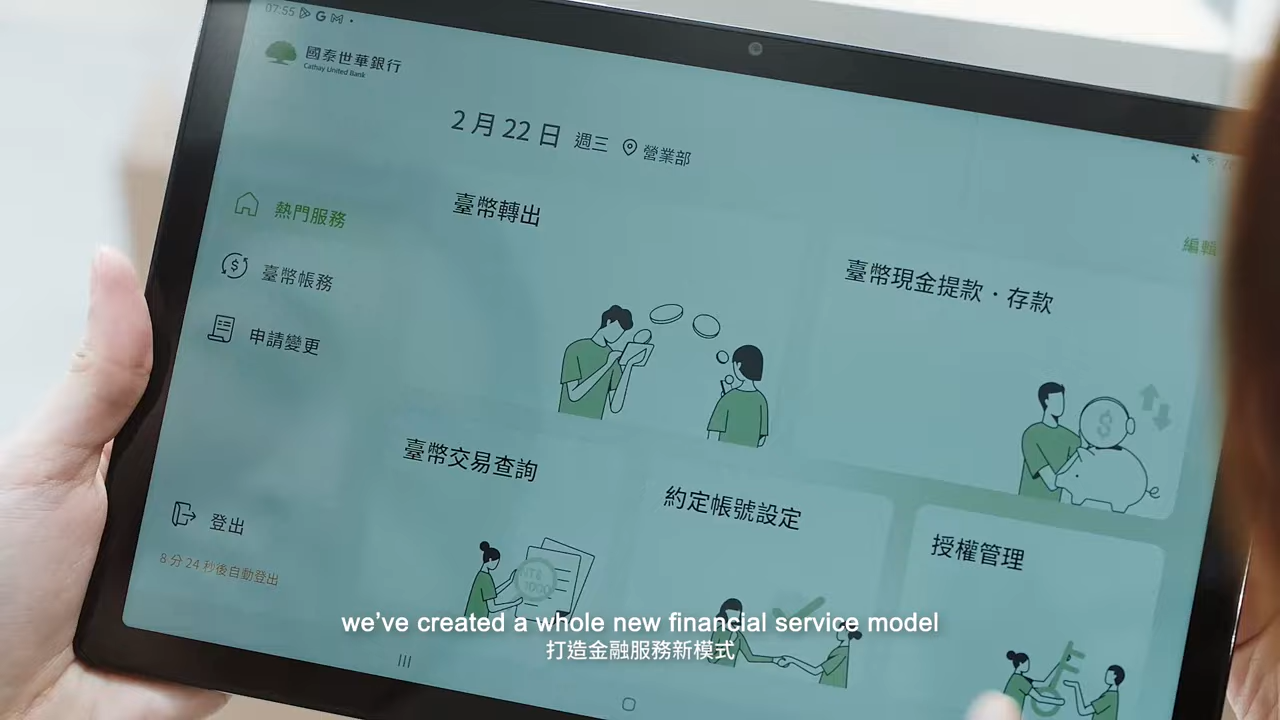 07:55
國泰世華銀行
Cathay United Bank
2月22日 週三 營業部
編輯
熱門服務
臺幣帳務
申請變更
登出
8分24秒後自動登出
臺幣轉出
臺幣現金提款・存款
臺幣交易查詢
約定帳號設定
授權管理
we've created a whole new financial service model
打造金融服務新模式